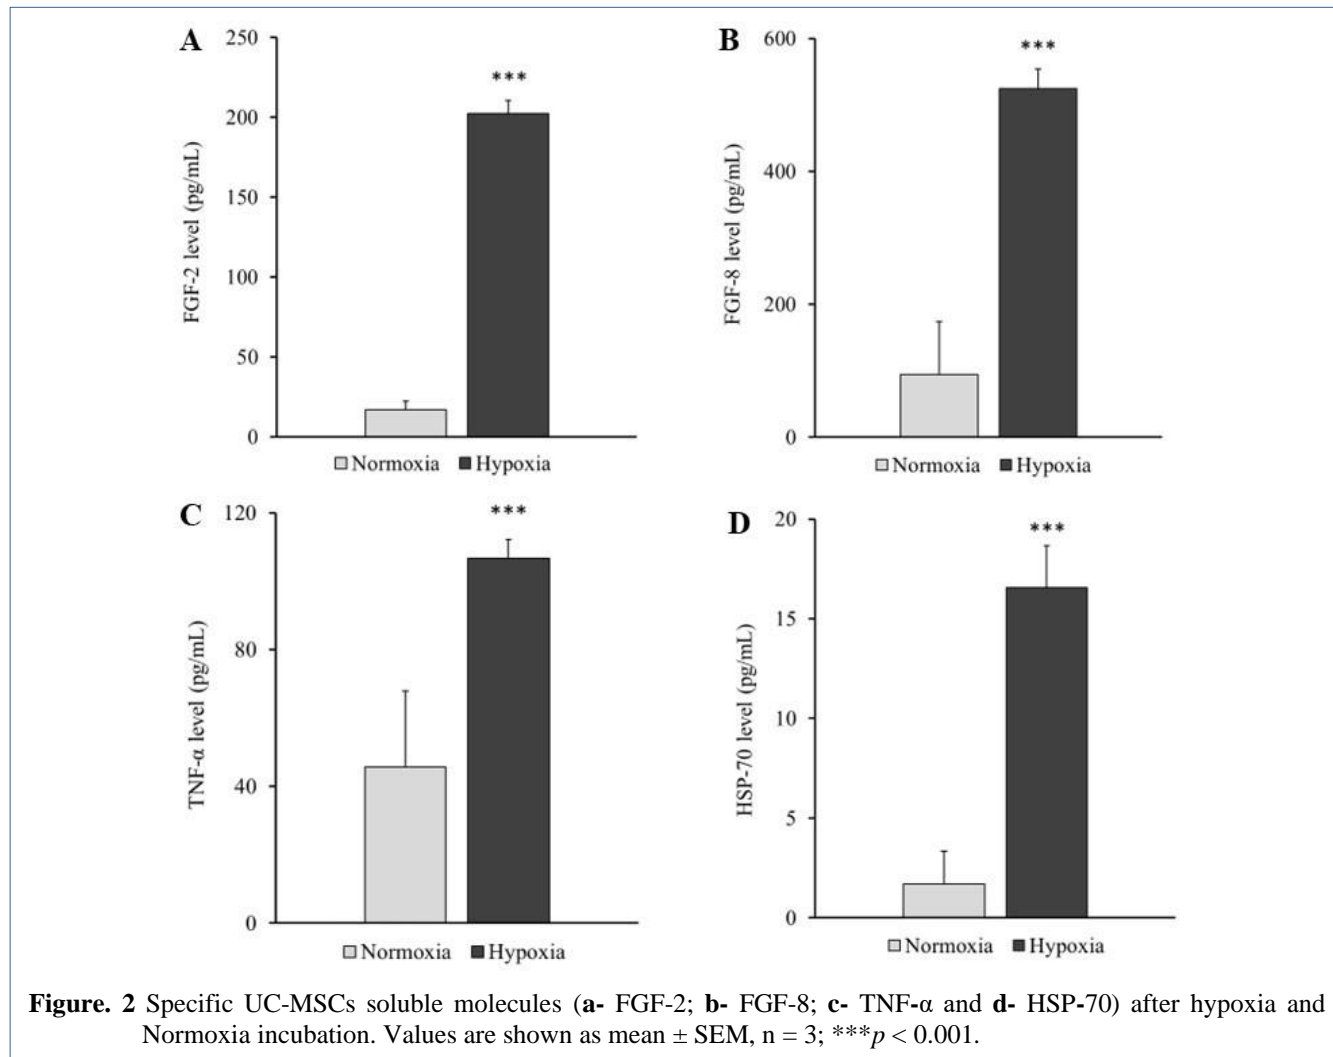 A
250
200
150
100
50
0
FGF-2 level (pg/mL)
***
Normoxia Hypoxia
B
600
400
200
0
FGF-8 level (pg/mL)
***
Normoxia Hypoxia
C
120
80
40
0
TNF-α level (pg/mL)
***
Normoxia Hypoxia
D
20
15
10
5
0
HSP-70 level (pg/mL)
***
Normoxia Hypoxia
Figure. 2 Specific UC-MSCs soluble molecules (a- FGF-2; b- FGF-8; c- TNF-α and d- HSP-70) after hypoxia and
Normoxia incubation. Values are shown as mean ± SEM, n = 3; ***p < 0.001.